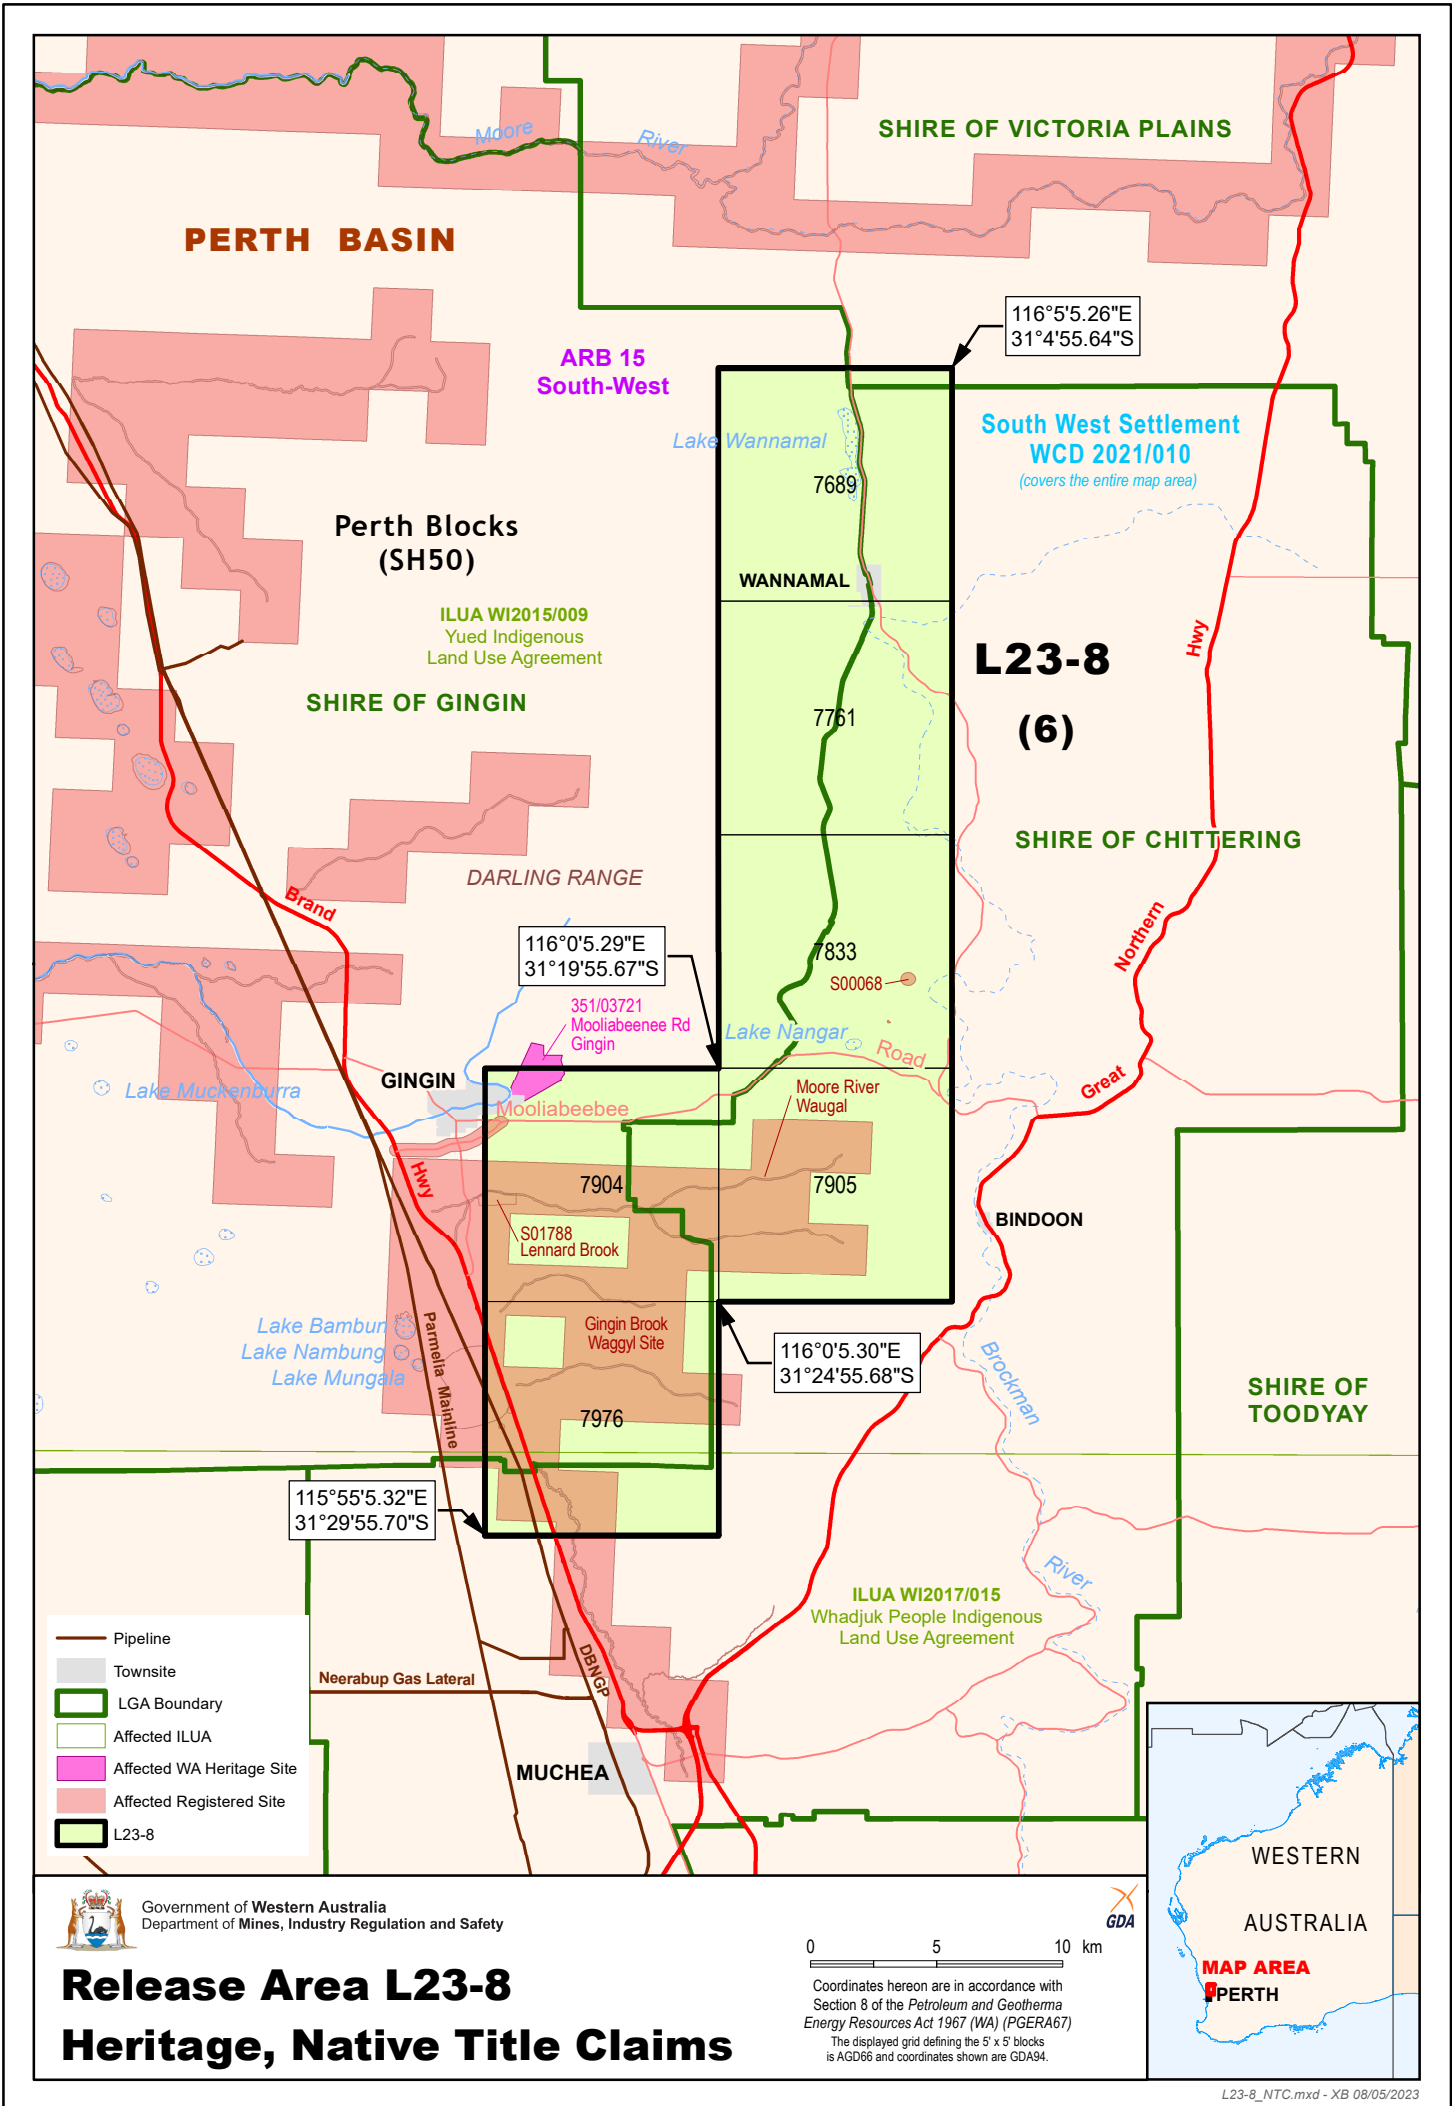 Moore
River
SHIRE OF VICTORIA PLAINS
PERTH BASIN
116°5'5.26"E
31°4'55.64"S
ARB 15
South-West
Lake Wannamal
South West Settlement
WCD 2021/010
(covers the entire map area)
7689
Perth Blocks
(SH50)
WANNAMAL
ILUA WI2015/009
Yued Indigenous
Land Use Agreement
Hwy
L23-8
(6)
SHIRE OF GINGIN
7761
SHIRE OF CHITTERING
DARLING RANGE
Brand
Northern
116°0'5.29"E
31°19'55.67"S
7833
S00068
351/03721
Mooliabeenee Rd
Gingin
Lake Nangar
Road
GINGIN
Lake Muckenburra
Great
Mooliabeebee
Moore River
Waugal
Hwy
7904
7905
S01788
Lennard Brook
BINDOON
Lake Bambun
Lake Nambung
Lake Mungala
Parmelia Mainline
Gingin Brook
Waggyl Site
116°0'5.30"E
31°24'55.68"S
Brockman
SHIRE OF
TOODYAY
7976
115°55'5.32"E
31°29'55.70"S
River
ILUA WI2017/015
Whadjuk People Indigenous
Land Use Agreement
DBNGP
Neerabup Gas Lateral
MUCHEA
Pipeline
Townsite
LGA Boundary
Affected ILUA
Affected WA Heritage Site
Affected Registered Site
L23-8
WESTERN
AUSTRALIA
MAP AREA
PERTH
Government of Western Australia
Department of Mines, Industry Regulation and Safety
GDA
0 5 10 km
Release Area L23-8
Heritage, Native Title Claims
Coordinates hereon are in accordance with
Section 8 of the Petroleum and Geotherma
Energy Resources Act 1967 (WA) (PGERA67)
The displayed grid defining the 5' x 5' blocks
is AGD66 and coordinates shown are GDA94.
L23-8_NTC.mxd - XB 08/05/2023